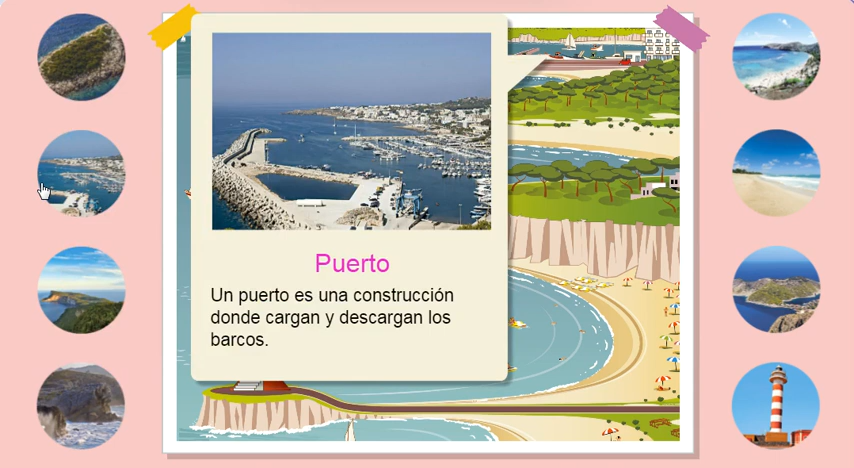 Puerto
Un puerto es una construcción
donde cargan y descargan los
barcos.